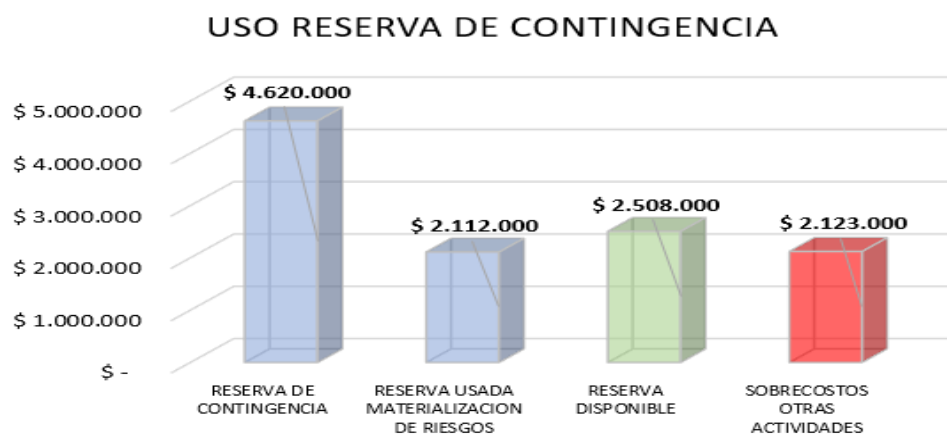 USO RESERVA DE CONTINGENCIA
$ 5.000.000
$ 4.000.000
$ 3.000.000
$ 2.000.000
$ 1.000.000
$ -
$ 4.620.000
$ 2.112.000
$ 2.508.000
$ 2.123.000
RESERVA DE
CONTINGENCIA
RESERVA USADA
MATERIALIZACION
DE RIESGOS
RESERVA
DISPONIBLE
SOBRECOSTOS
OTRAS
ACTIVIDADES